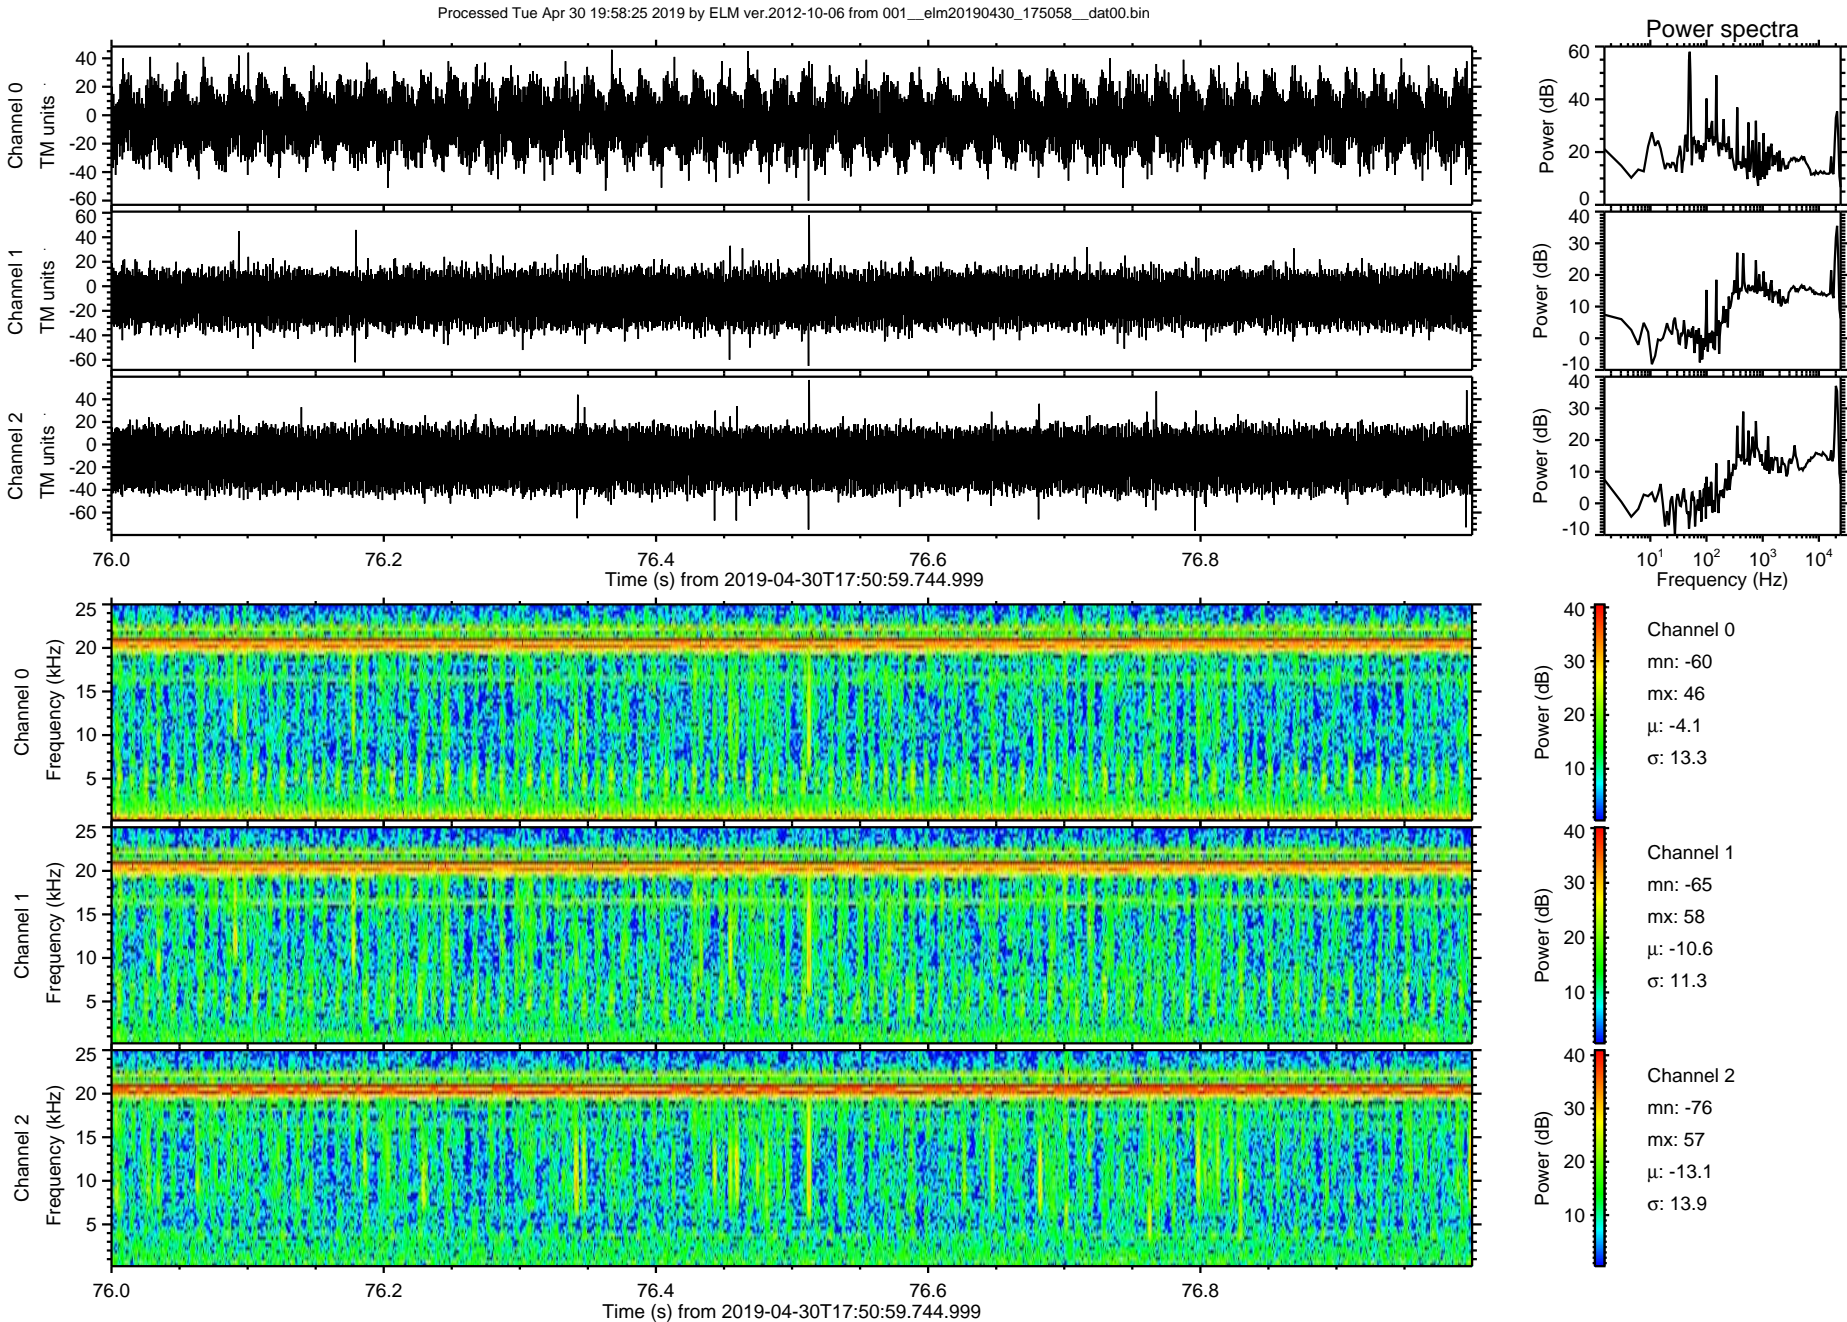 Processed Tue Apr 30 19:58:25 2019 by ELM ver.2012-10-06 from 001__elm20190430_175058__dat00.bin
Power spectra
Channel 0
TM units
40
20
0
-20
-40
-60
Power (dB)
60
40
20
0
Channel 1
TM units
60
40
20
0
-20
-40
-60
Power (dB)
40
30
20
10
0
-10
Channel 2
TM units
40
20
0
-20
-40
-60
Power (dB)
40
30
20
10
0
-10
76.0 76.2 76.4 76.6 76.8
Time (s) from 2019-04-30T17:50:59.744.999
10^1 10^2 10^3 10^4
Frequency (Hz)
Channel 0
Frequency (kHz)
25
20
15
10
5
Power (dB)
40
30
20
10
Channel 0
mn: -60
mx: 46
μ: -4.1
σ: 13.3
Channel 1
Frequency (kHz)
25
20
15
10
5
Power (dB)
40
30
20
10
Channel 1
mn: -65
mx: 58
μ: -10.6
σ: 11.3
Channel 2
Frequency (kHz)
25
20
15
10
5
Power (dB)
40
30
20
10
Channel 2
mn: -76
mx: 57
μ: -13.1
σ: 13.9
76.0 76.2 76.4 76.6 76.8
Time (s) from 2019-04-30T17:50:59.744.999